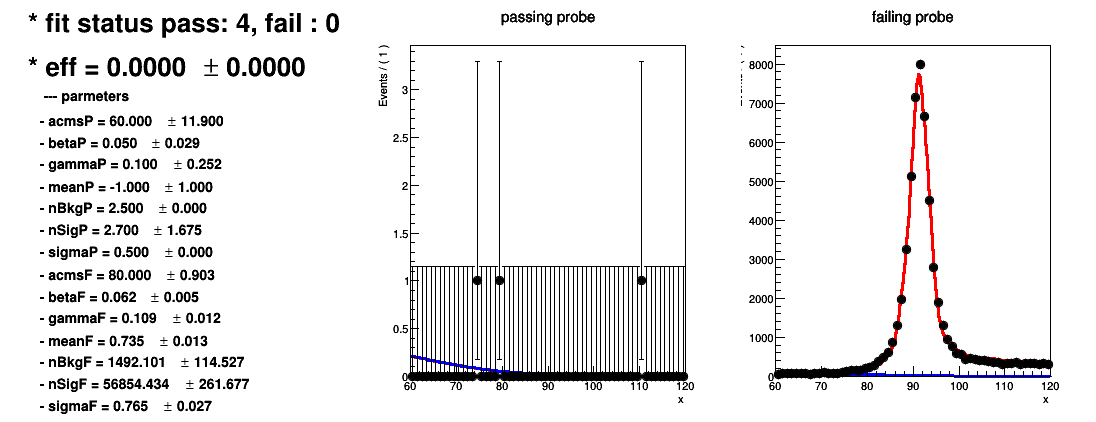 * fit status pass: 4, fail : 0
* eff = 0.0000 ± 0.0000
--- parmeters
- acmsP = 60.000 ± 11.900
- betaP = 0.050 ± 0.029
- gammaP = 0.100 ± 0.252
- meanP = -1.000 ± 1.000
- nBkgP = 2.500 ± 0.000
- nSigP = 2.700 ± 1.675
- sigmaP = 0.500 ± 0.000
- acmsF = 80.000 ± 0.903
- betaF = 0.062 ± 0.005
- gammaF = 0.109 ± 0.012
- meanF = 0.735 ± 0.013
- nBkgF = 1492.101 ± 114.527
- nSigF = 56854.434 ± 261.677
- sigmaF = 0.765 ± 0.027
passing probe
Events / ( 1 )
3
2.5
2
1.5
1
0.5
0
60 70 80 90 100 110 120
x
failing probe
8000
7000
6000
5000
4000
3000
2000
1000
0
60 70 80 90 100 110 120
x